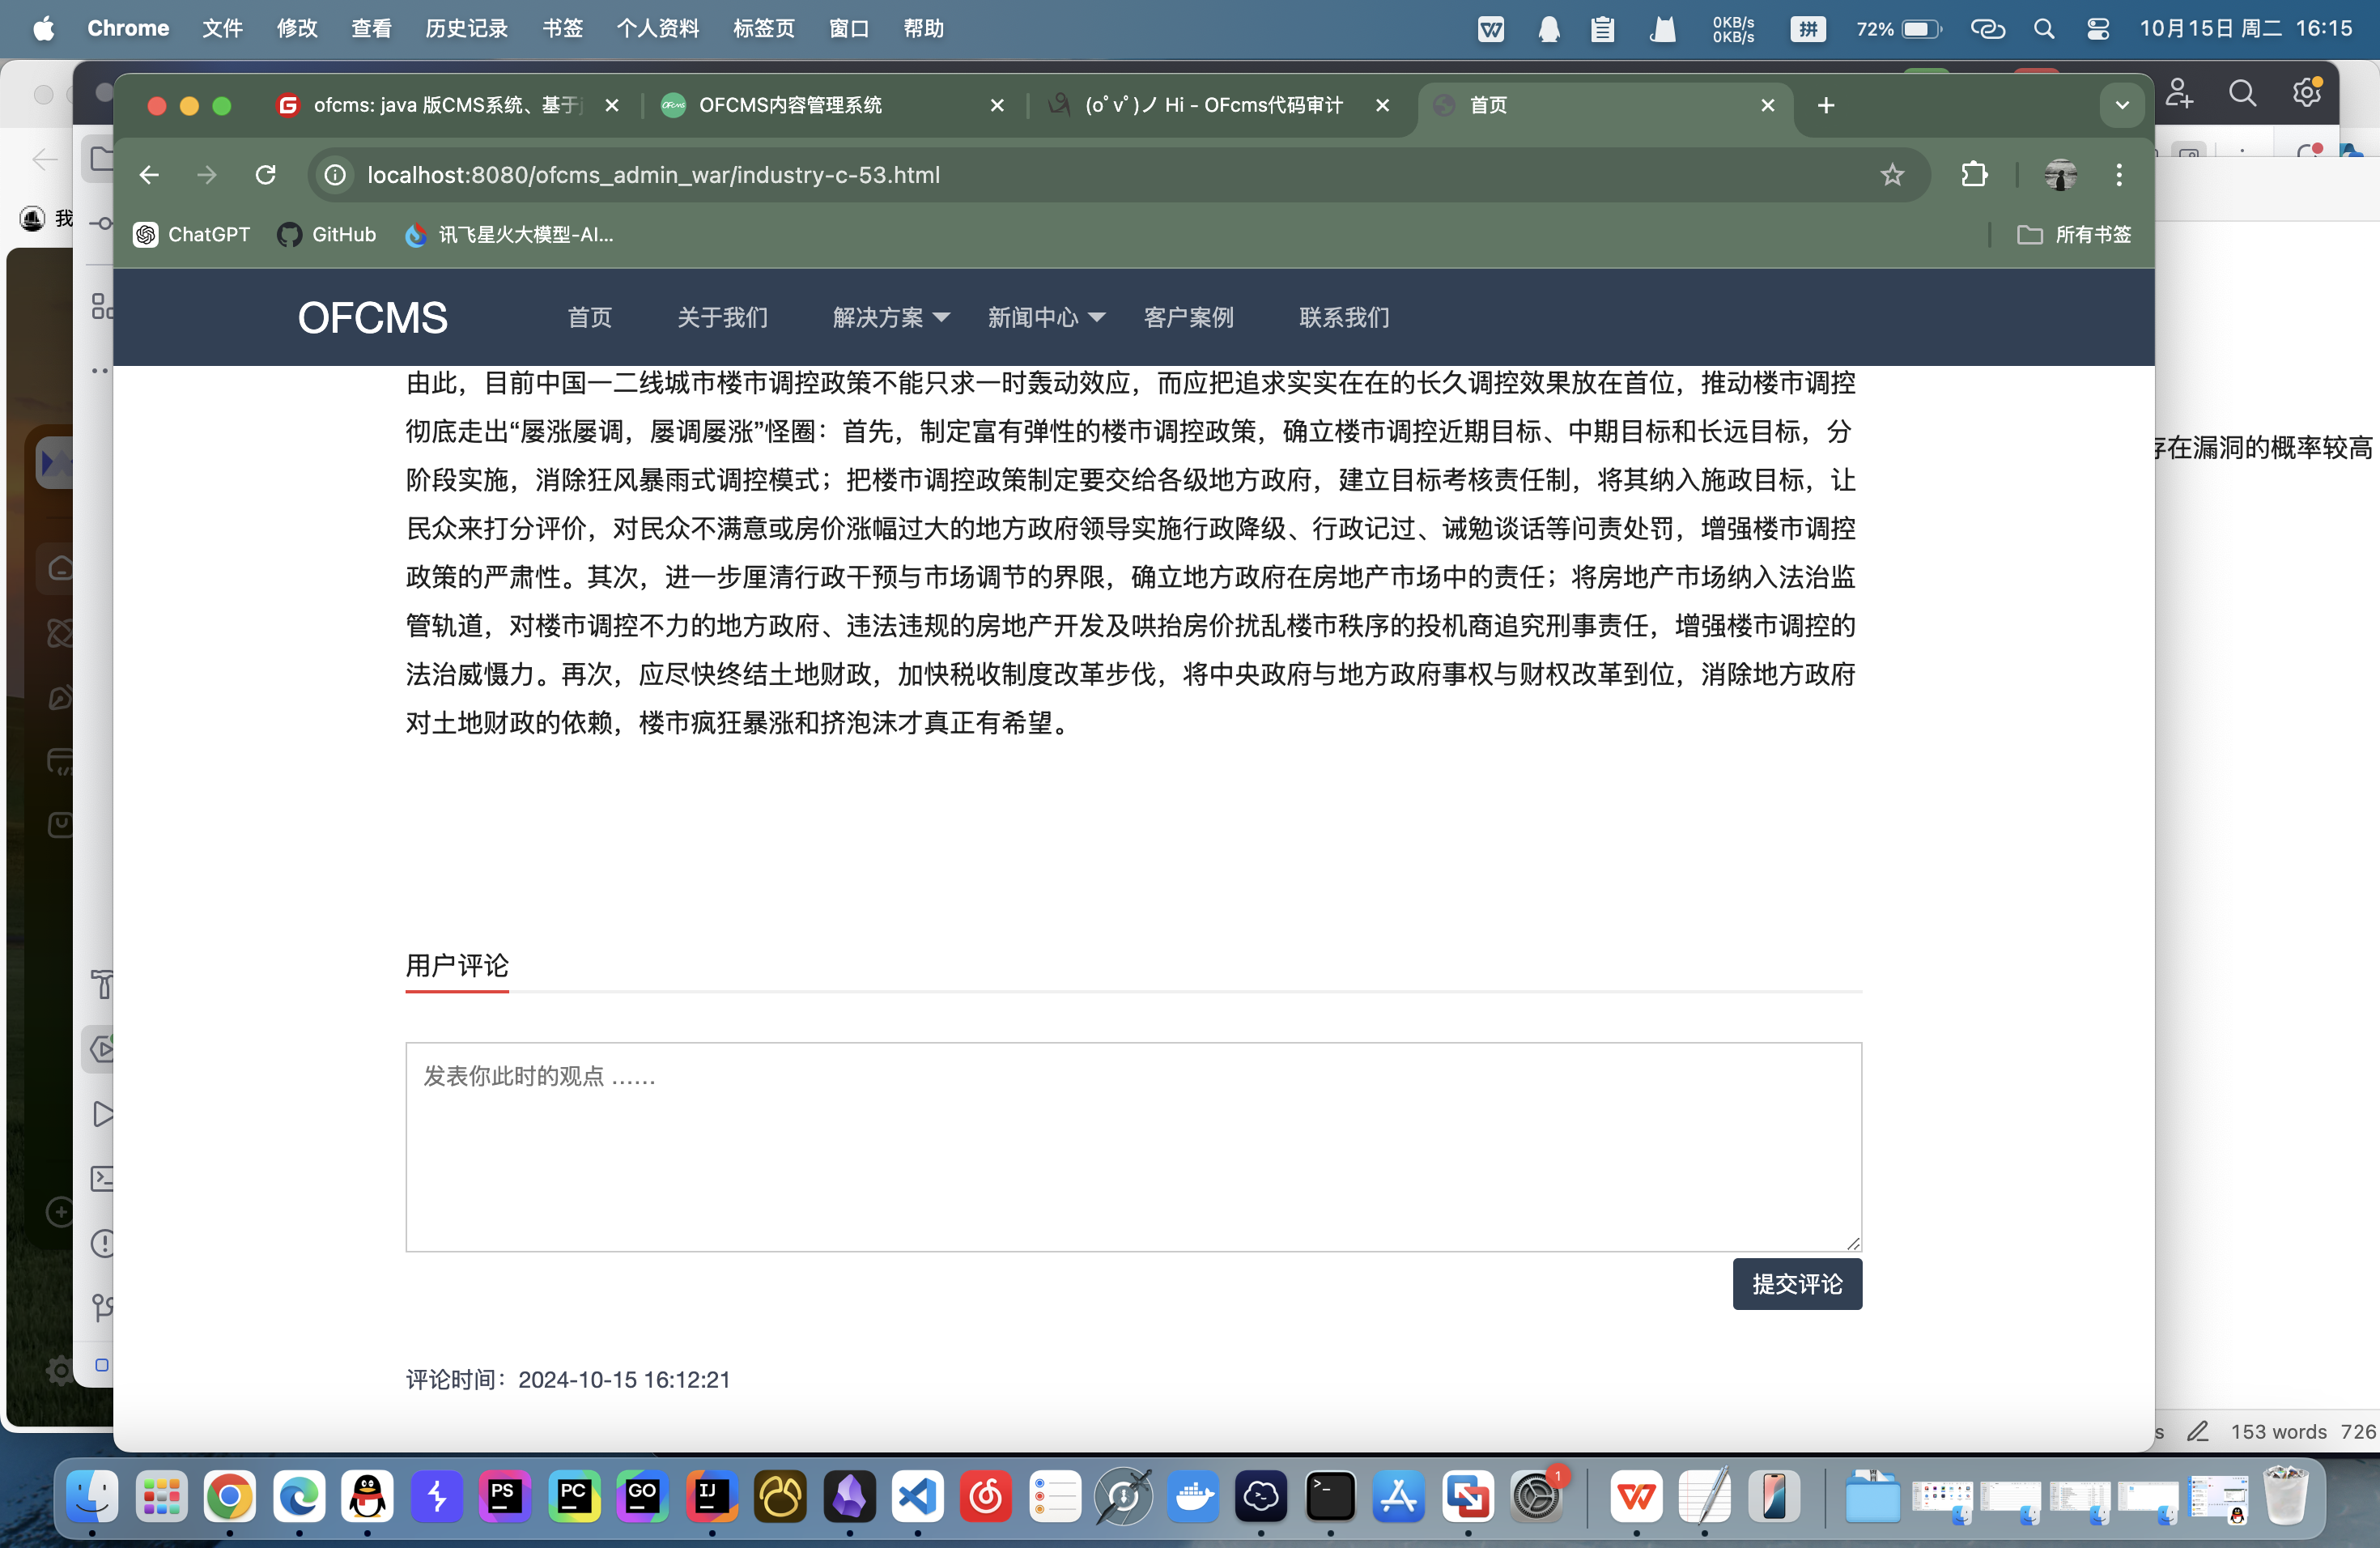 Chrome 文件 修改 查看 历史记录 书签 个人资料 标签页 窗口 帮助
0KB/s
0KB/s
拼 72% 10月15日 周二 16:15
ofcms: java 版CMS系统、基于 OFCMS内容管理系统 (oﾟvﾟ)ノ Hi - OFcms代码审计 首页
localhost:8080/ofcms_admin_war/industry-c-53.html
我
ChatGPT GitHub 讯飞星火大模型-AI... 所有书签
OFCMS 首页 关于我们 解决方案 新闻中心 客户案例 联系我们
由此，目前中国一二线城市楼市调控政策不能只求一时轰动效应，而应把追求实实在在的长久调控效果放在首位，推动楼市调控
彻底走出“屡涨屡调，屡调屡涨”怪圈：首先，制定富有弹性的楼市调控政策，确立楼市调控近期目标、中期目标和长远目标，分
存在漏洞的概率较高
阶段实施，消除狂风暴雨式调控模式；把楼市调控政策制定要交给各级地方政府，建立目标考核责任制，将其纳入施政目标，让
民众来打分评价，对民众不满意或房价涨幅过大的地方政府领导实施行政降级、行政记过、诫勉谈话等问责处罚，增强楼市调控
政策的严肃性。其次，进一步厘清行政干预与市场调节的界限，确立地方政府在房地产市场中的责任；将房地产市场纳入法治监
管轨道，对楼市调控不力的地方政府、违法违规的房地产开发及哄抬房价扰乱楼市秩序的投机商追究刑事责任，增强楼市调控的
法治威慑力。再次，应尽快终结土地财政，加快税收制度改革步伐，将中央政府与地方政府事权与财权改革到位，消除地方政府
对土地财政的依赖，楼市疯狂暴涨和挤泡沫才真正有希望。
用户评论
发表你此时的观点 ......
提交评论
评论时间：2024-10-15 16:12:21
s 153 words 726
PS PC GO IJ 1